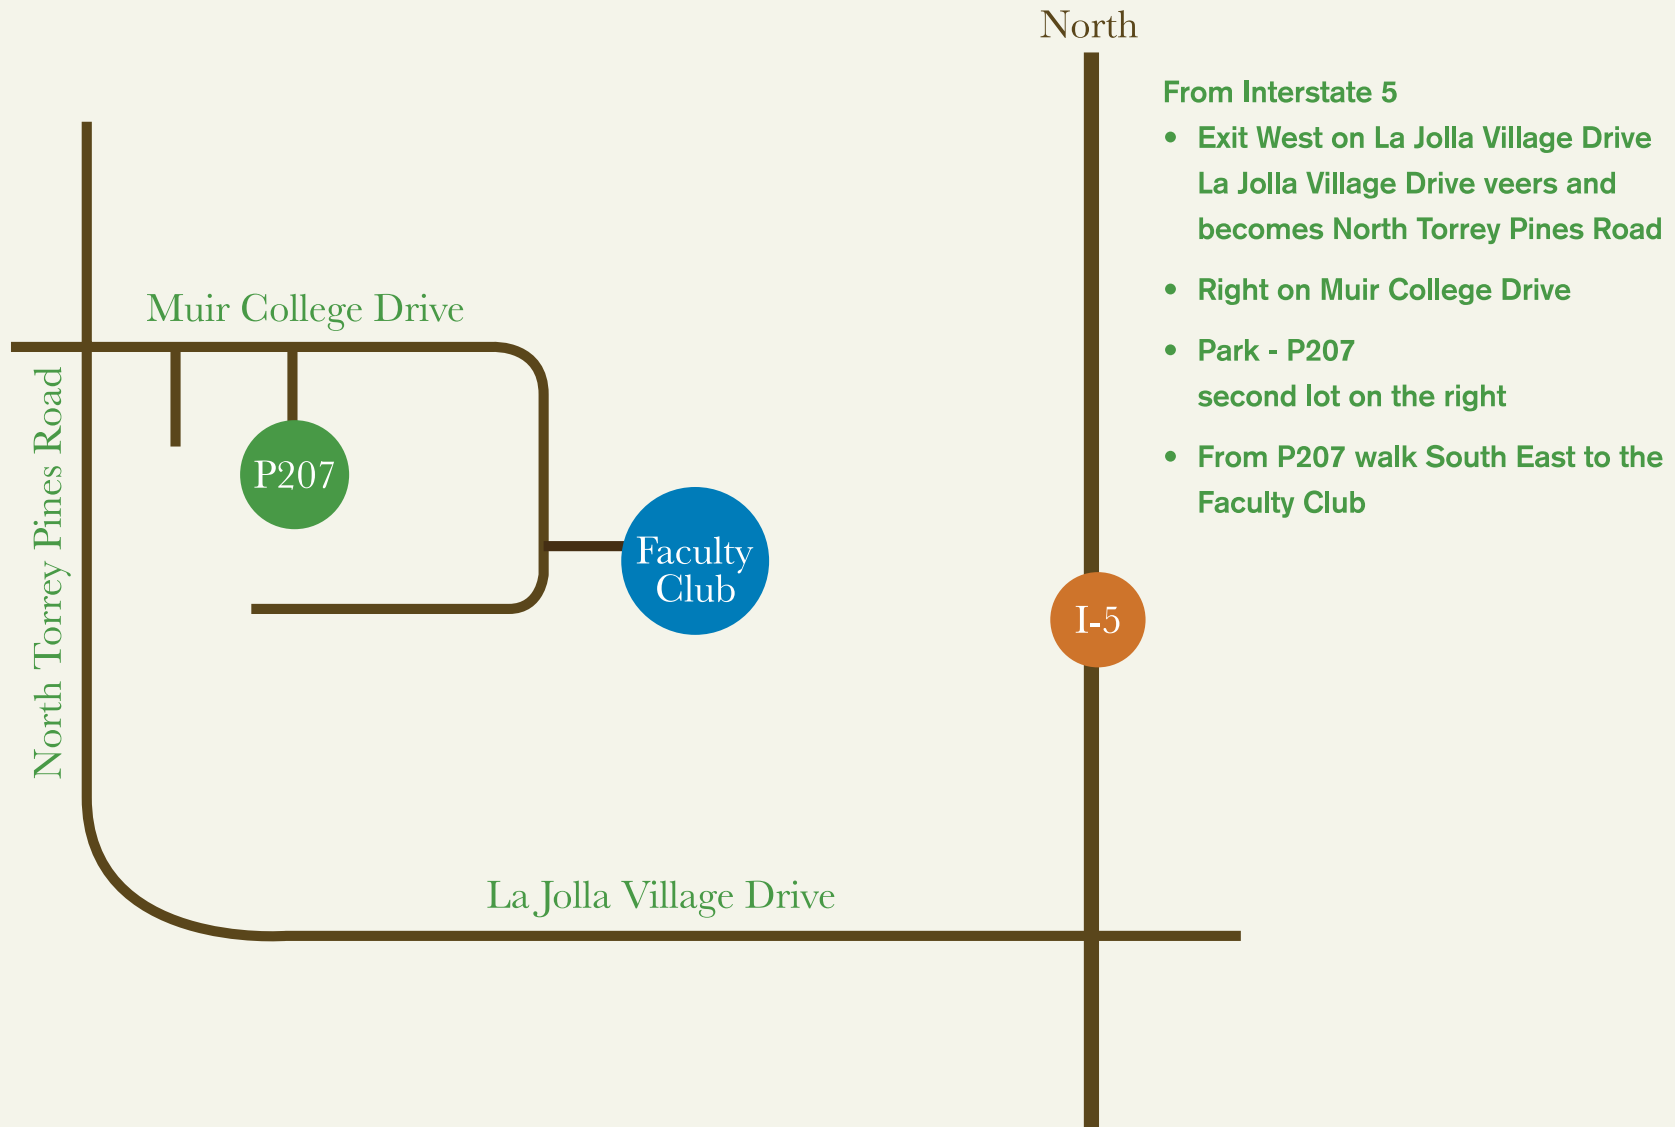 North
From Interstate 5
• Exit West on La Jolla Village Drive
La Jolla Village Drive veers and
becomes North Torrey Pines Road
• Right on Muir College Drive
• Park - P207
second lot on the right
• From P207 walk South East to the
Faculty Club
Muir College Drive
North Torrey Pines Road
P207
Faculty
Club
I-5
La Jolla Village Drive